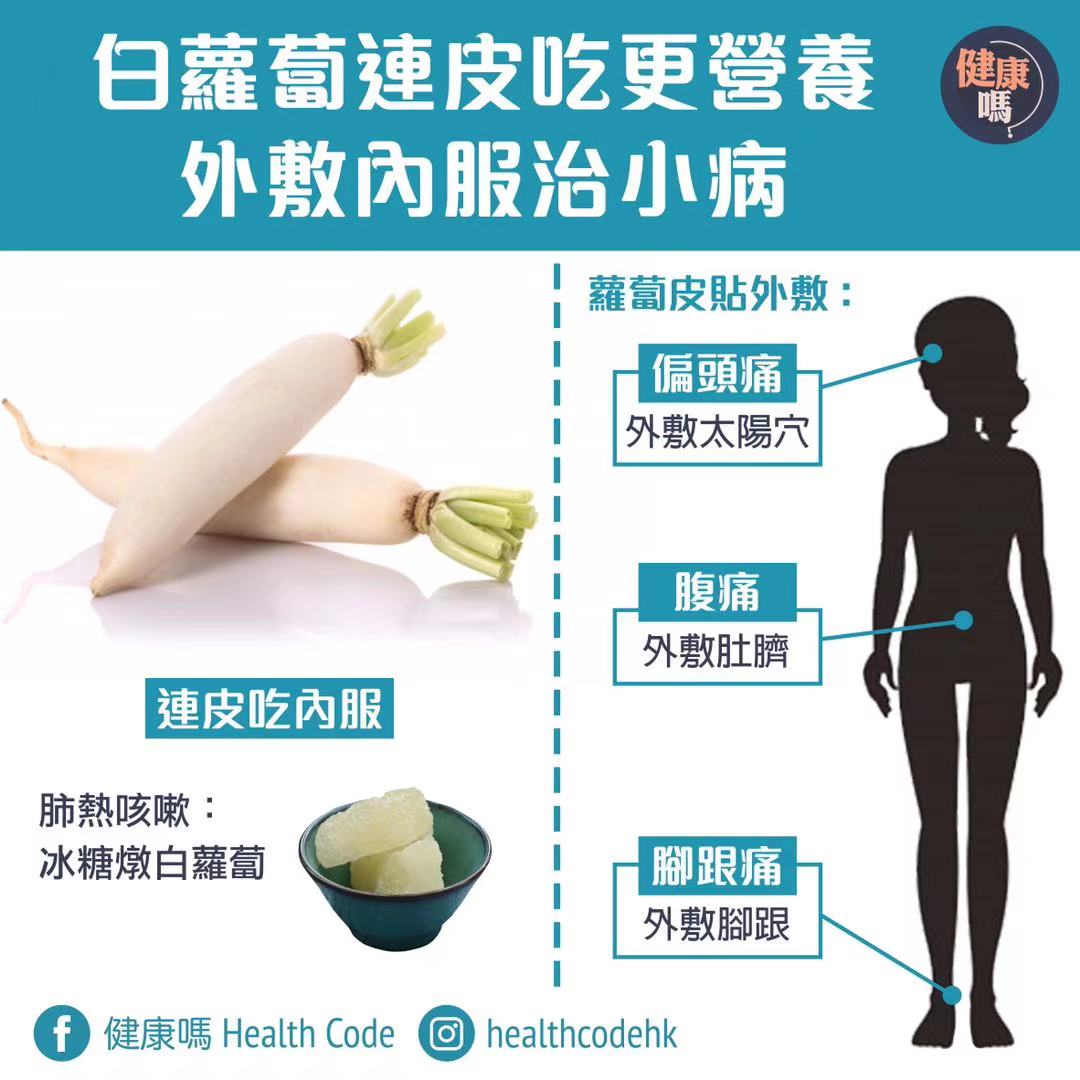 白蘿蔔連皮吃更營養
外敷內服治小病
健康
嗎?
蘿蔔皮貼外敷：
偏頭痛
外敷太陽穴
腹痛
外敷肚臍
連皮吃內服
肺熱咳嗽：
冰糖燉白蘿蔔
腳跟痛
外敷腳跟
健康嗎 Health Code
healthcodehk